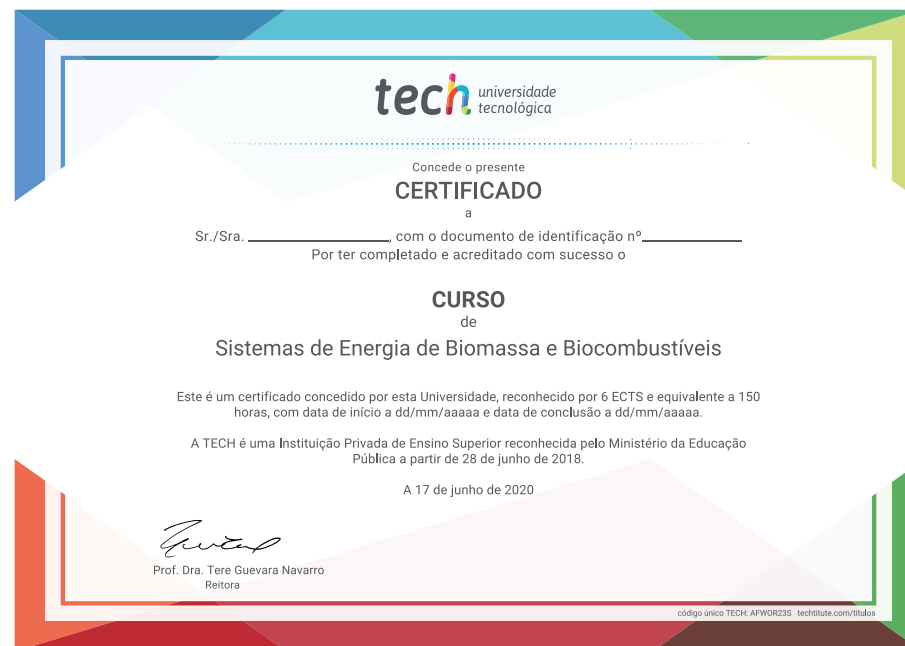 tech universidade
tecnológica
Concede o presente
CERTIFICADO
a
Sr./Sra. ________________, com o documento de identificação nº___________
Por ter completado e acreditado com sucesso o
CURSO
de
Sistemas de Energia de Biomassa e Biocombustíveis
Este é um certificado concedido por esta Universidade, reconhecido por 6 ECTS e equivalente a 150
horas, com data de início a dd/mm/aaaaa e data de conclusão a dd/mm/aaaaa.
A TECH é uma Instituição Privada de Ensino Superior reconhecida pelo Ministério da Educação
Pública a partir de 28 de junho de 2018.
A 17 de junho de 2020
Prof. Dra. Tere Guevara Navarro
Reitora
código único TECH: AFWOR23S techtitute.com/titulos